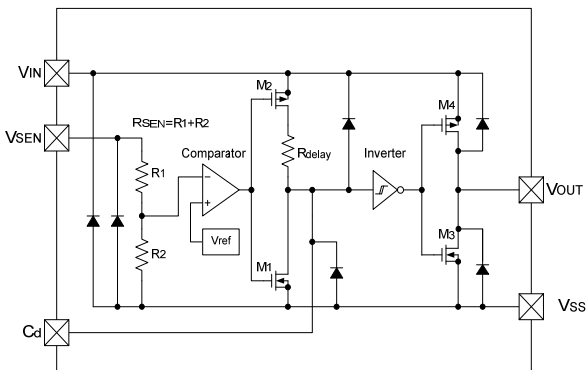 VIN
M2
M4
VSEN
RSEN=R1+R2
Comparator
Rdelay
Inverter
R1
−
+
VOUT
Vref
R2
M1
M3
VSS
Cd